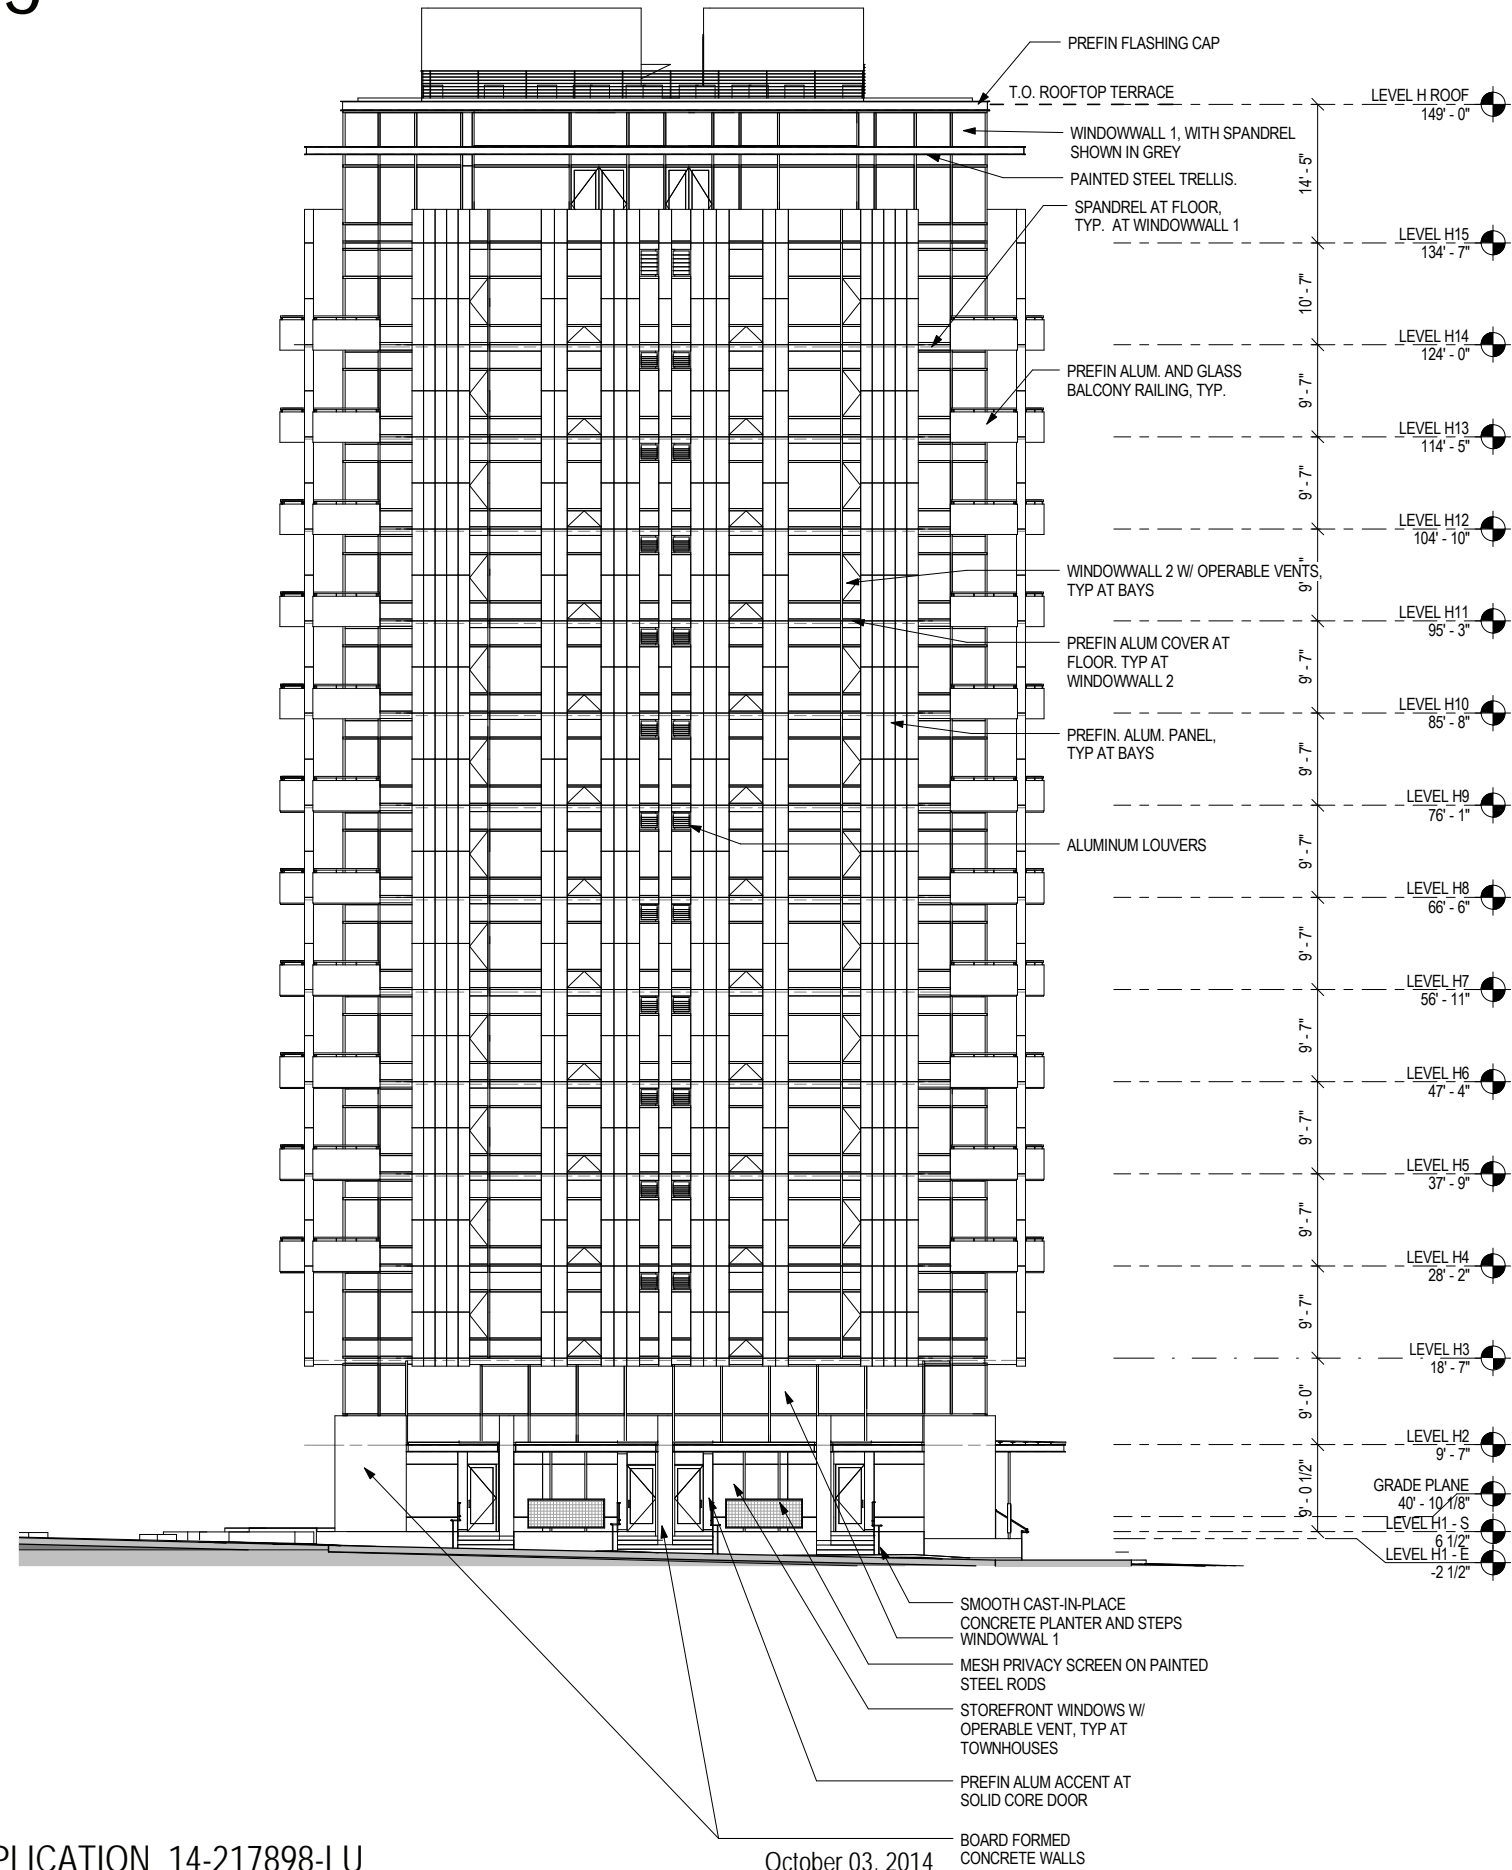 PREFIN FLASHING CAP
T.O. ROOFTOP TERRACE
LEVEL H ROOF
149' - 0"
WINDOWWALL 1, WITH SPANDREL
SHOWN IN GREY
14' - 5"
PAINTED STEEL TRELLIS.
SPANDREL AT FLOOR,
TYP. AT WINDOWWALL 1
LEVEL H15
134' - 7"
10' - 7"
LEVEL H14
124' - 0"
PREFIN ALUM. AND GLASS
BALCONY RAILING, TYP.
9' - 7"
LEVEL H13
114' - 5"
9' - 7"
LEVEL H12
104' - 10"
WINDOWWALL 2 W/ OPERABLE VENTS,
TYP AT BAYS
9' - 7"
LEVEL H11
95' - 3"
PREFIN ALUM COVER AT
FLOOR. TYP AT
WINDOWWALL 2
9' - 7"
LEVEL H10
85' - 8"
PREFIN. ALUM. PANEL,
TYP AT BAYS
9' - 7"
LEVEL H9
76' - 1"
ALUMINUM LOUVERS
9' - 7"
LEVEL H8
66' - 6"
9' - 7"
LEVEL H7
56' - 11"
9' - 7"
LEVEL H6
47' - 4"
9' - 7"
LEVEL H5
37' - 9"
9' - 7"
LEVEL H4
28' - 2"
9' - 7"
LEVEL H3
18' - 7"
9' - 0"
LEVEL H2
9' - 7"
9' - 0 1/2"
GRADE PLANE
40' - 10 1/8"
LEVEL H1 - S
6 1/2"
LEVEL H1 - E
-2 1/2"
SMOOTH CAST-IN-PLACE
CONCRETE PLANTER AND STEPS
WINDOWWAL 1
MESH PRIVACY SCREEN ON PAINTED
STEEL RODS
STOREFRONT WINDOWS W/
OPERABLE VENT, TYP AT
TOWNHOUSES
PREFIN ALUM ACCENT AT
SOLID CORE DOOR
BOARD FORMED
CONCRETE WALLS
PLICATION 14-217898-LU
October 03, 2014